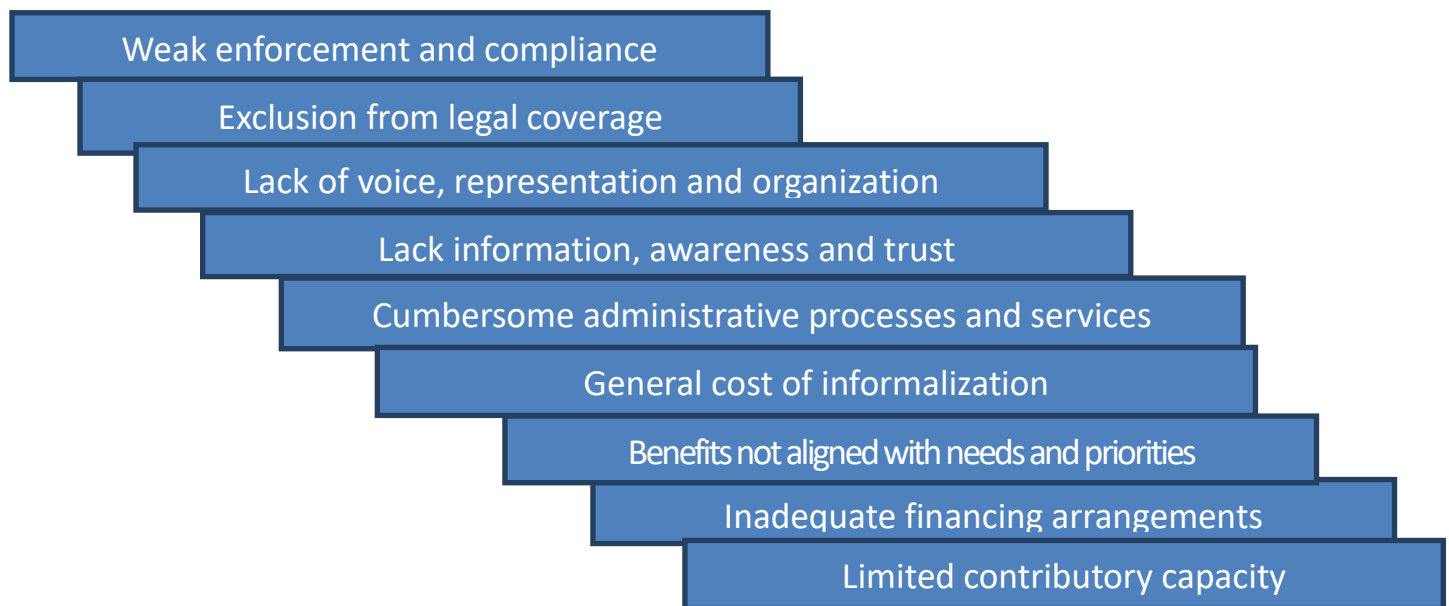 Weak enforcement and compliance
Exclusion from legal coverage
Lack of voice, representation and organization
Lack information, awareness and trust
Cumbersome administrative processes and services
General cost of informalization
Benefits not aligned with needs and priorities
Inadequate financing arrangements
Limited contributory capacity